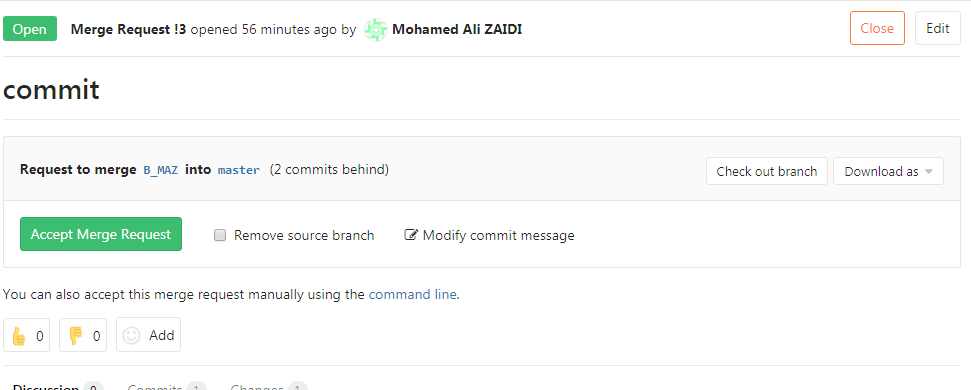 Open Merge Request !3 opened 56 minutes ago by Mohamed Ali ZAIDI Close Edit
commit
Request to merge B_MAZ into master (2 commits behind) Check out branch Download as
Accept Merge Request Remove source branch Modify commit message
You can also accept this merge request manually using the command line.
0 0 Add
Discussion 0 Commits 1 Changes 1